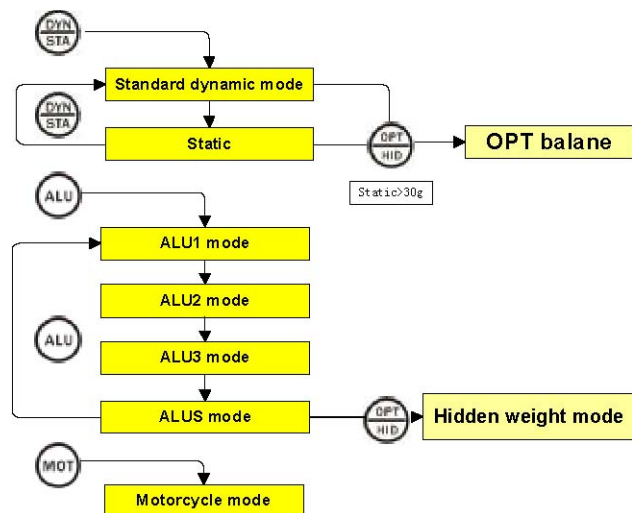 DYN
STA
Standard dynamic mode
DYN
STA
Static
OPT
HID
OPT balane
Static>30g
ALU
ALU1 mode
ALU2 mode
ALU
ALU3 mode
ALUS mode
OPT
HID
Hidden weight mode
MOT
Motorcycle mode